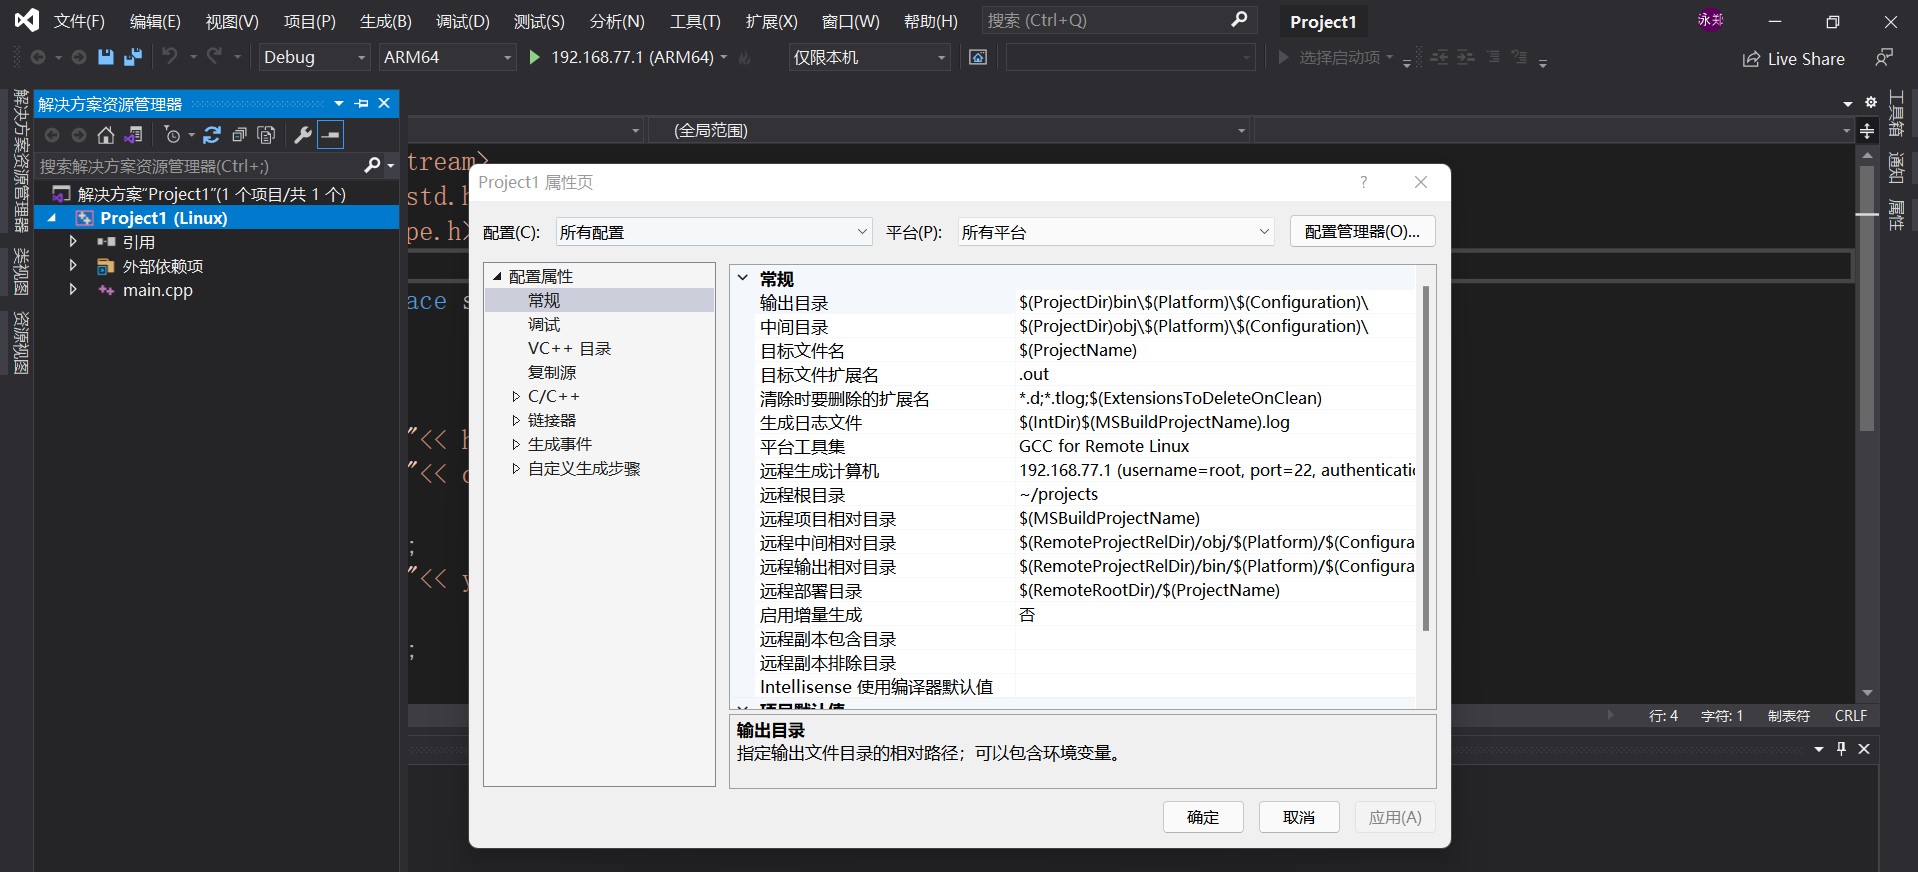 文件(F) 编辑(E) 视图(V) 项目(P) 生成(B) 调试(D) 测试(S) 分析(N) 工具(T) 扩展(X) 窗口(W) 帮助(H) 搜索 (Ctrl+Q) Project1 永郑
Debug ARM64 192.168.77.1 (ARM64) 仅限本机 选择启动项 Live Share
解决方案资源管理器
类视图
资源视图
解决方案资源管理器
搜索解决方案资源管理器(Ctrl+;)
解决方案“Project1”(1 个项目/共 1 个)
Project1 (Linux)
引用
外部依赖项
main.cpp
(全局范围)
tream>
std.h
pe.h>
ace s
"<< h
"<< c
;
"<< y
;
Project1 属性页 ?
配置(C): 所有配置 平台(P): 所有平台 配置管理器(O)...
配置属性
常规
调试
VC++ 目录
复制源
C/C++
链接器
生成事件
自定义生成步骤
常规
输出目录 $(ProjectDir)bin\$(Platform)\$(Configuration)\
中间目录 $(ProjectDir)obj\$(Platform)\$(Configuration)\
目标文件名 $(ProjectName)
目标文件扩展名 .out
清除时要删除的扩展名 *.d;*.tlog;$(ExtensionsToDeleteOnClean)
生成日志文件 $(IntDir)$(MSBuildProjectName).log
平台工具集 GCC for Remote Linux
远程生成计算机 192.168.77.1 (username=root, port=22, authenticatio
远程根目录 ~/projects
远程项目相对目录 $(MSBuildProjectName)
远程中间相对目录 $(RemoteProjectRelDir)/obj/$(Platform)/$(Configura
远程输出相对目录 $(RemoteProjectRelDir)/bin/$(Platform)/$(Configura
远程部署目录 $(RemoteRootDir)/$(ProjectName)
启用增量生成 否
远程副本包含目录
远程副本排除目录
Intellisense 使用编译器默认值
项目默认值
输出目录
指定输出文件目录的相对路径；可以包含环境变量。
确定 取消 应用(A)
行: 4 字符: 1 制表符 CRLF
工具箱
通知
属性